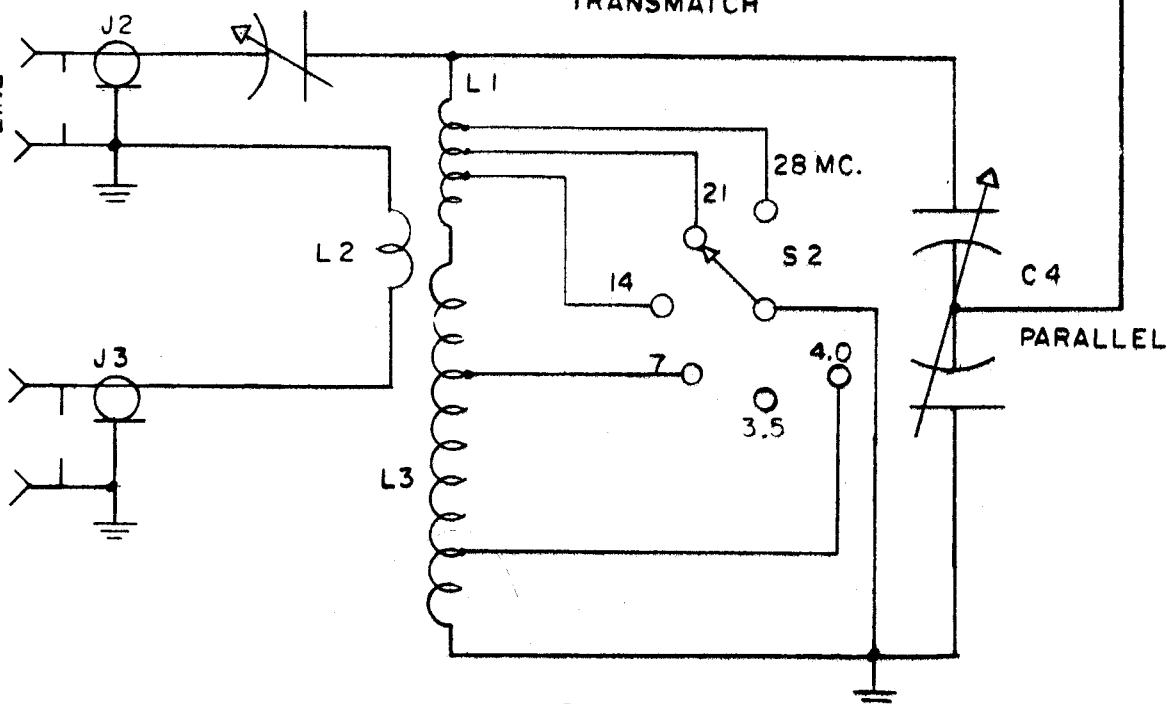 TRANSMATCH
J2
L1
28 MC.
21
S2
L2
14
C4
PARALLEL
J3
7
4.0
3.5
L3